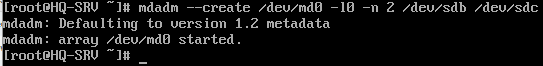 [root@HQ-SRV ~]# mdadm --create /dev/md0 -l0 -n 2 /dev/sdb /dev/sdc
mdadm: Defaulting to version 1.2 metadata
mdadm: array /dev/md0 started.
[root@HQ-SRV ~]# _